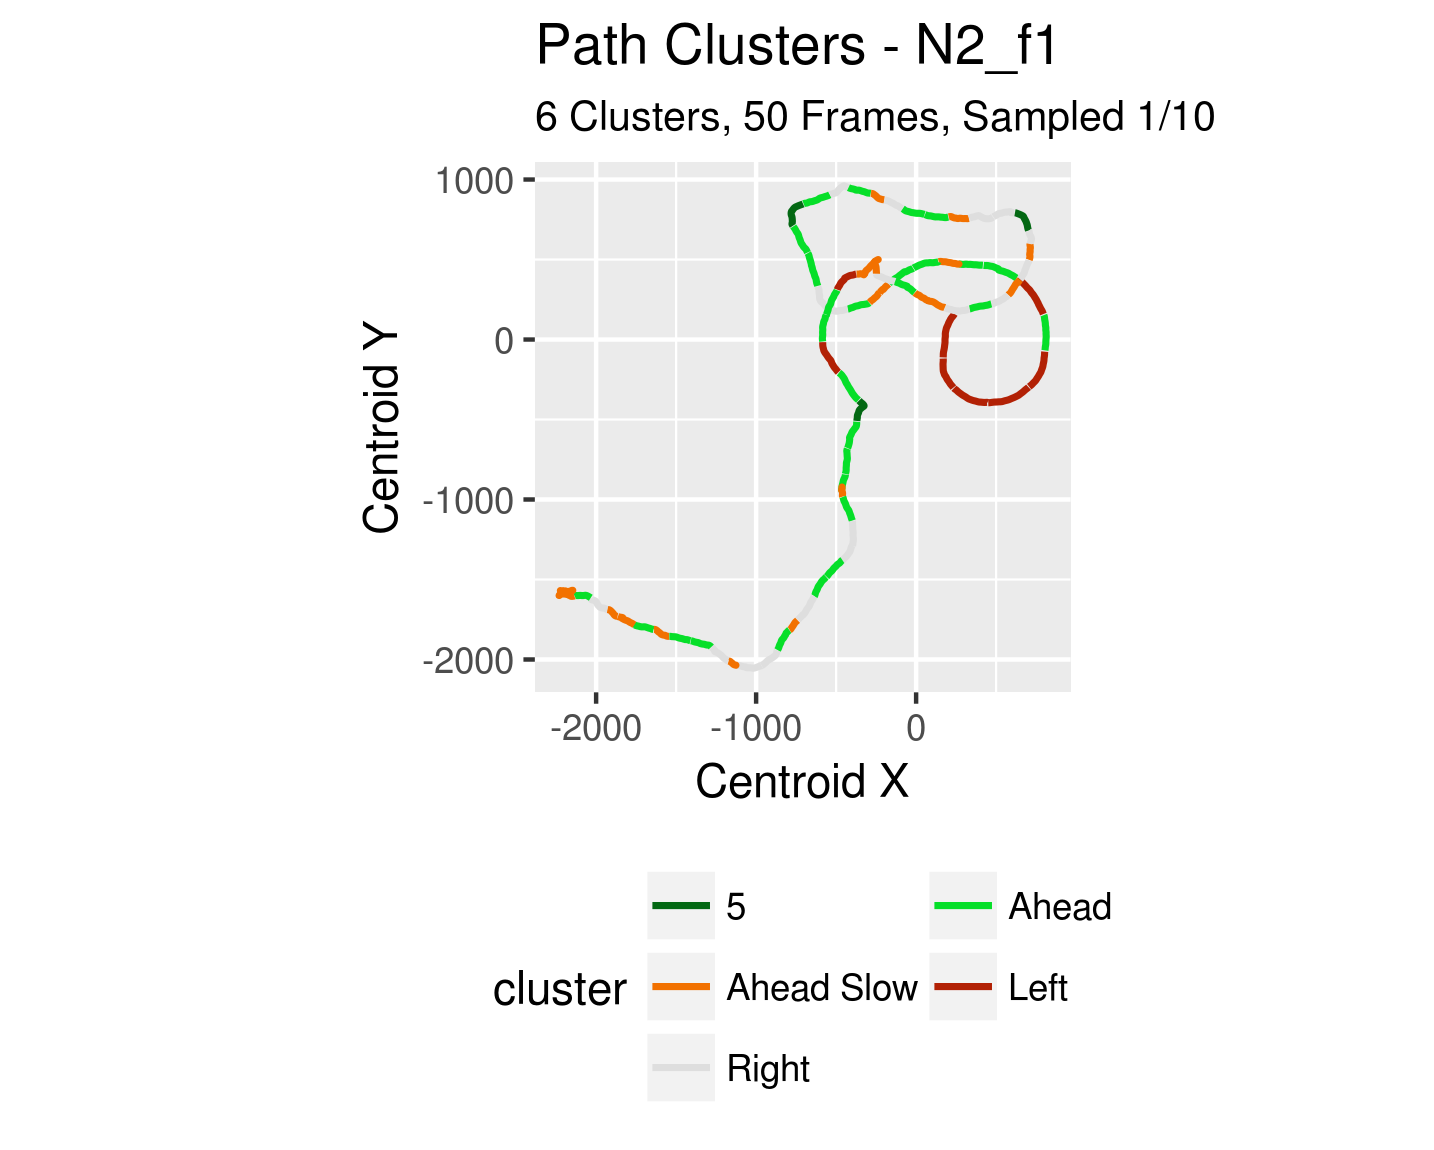 Path Clusters - N2_f1
6 Clusters, 50 Frames, Sampled 1/10
Centroid Y
1000
0
-1000
-2000
-2000 -1000 0
Centroid X
cluster
5 Ahead
Ahead Slow Left
Right